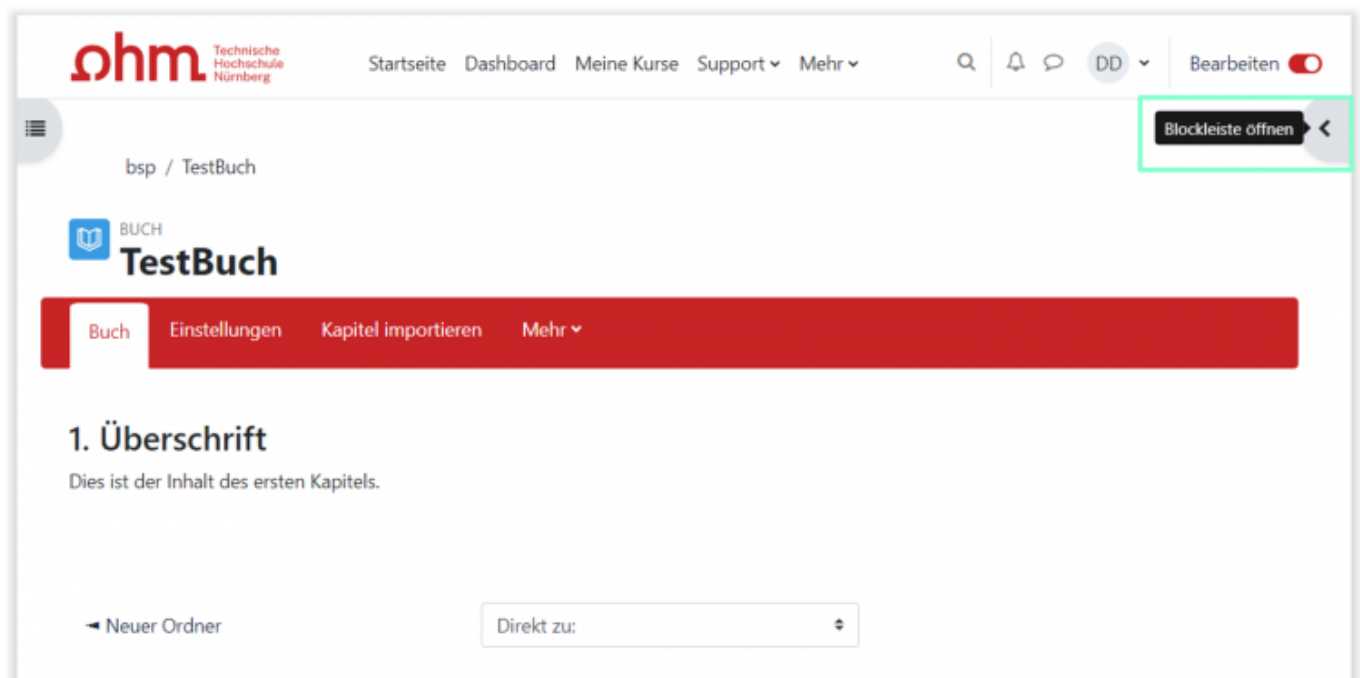 ohm Technische
Hochschule
Nürnberg
Startseite Dashboard Meine Kurse Support Mehr DD Bearbeiten
Blockleiste öffnen
bsp / TestBuch
BUCH
TestBuch
Buch Einstellungen Kapitel importieren Mehr
1. Überschrift
Dies ist der Inhalt des ersten Kapitels.
◄ Neuer Ordner Direkt zu: